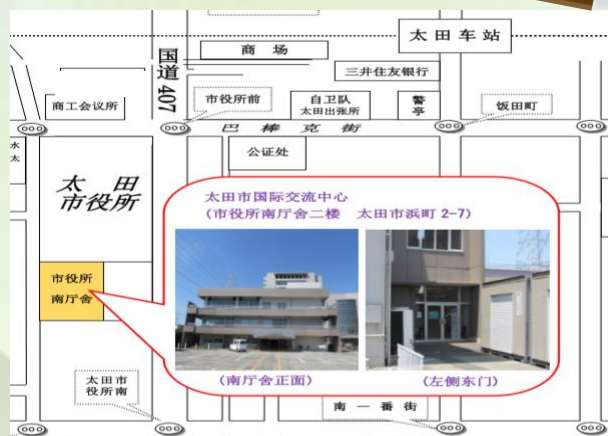 太田车站
商 场
国道 407
三井住友银行
商工会议所
市役所前
自卫队
太田出张所
警亭
饭田町
巴棒克街
水太
公证处
太 田
市役所
太田市国际交流中心
(市役所南厅舍二楼 太田市浜町 2-7)
市役所
南厅舍
(南厅舍正面)
(左侧东门)
太田市
役所南
南一番街